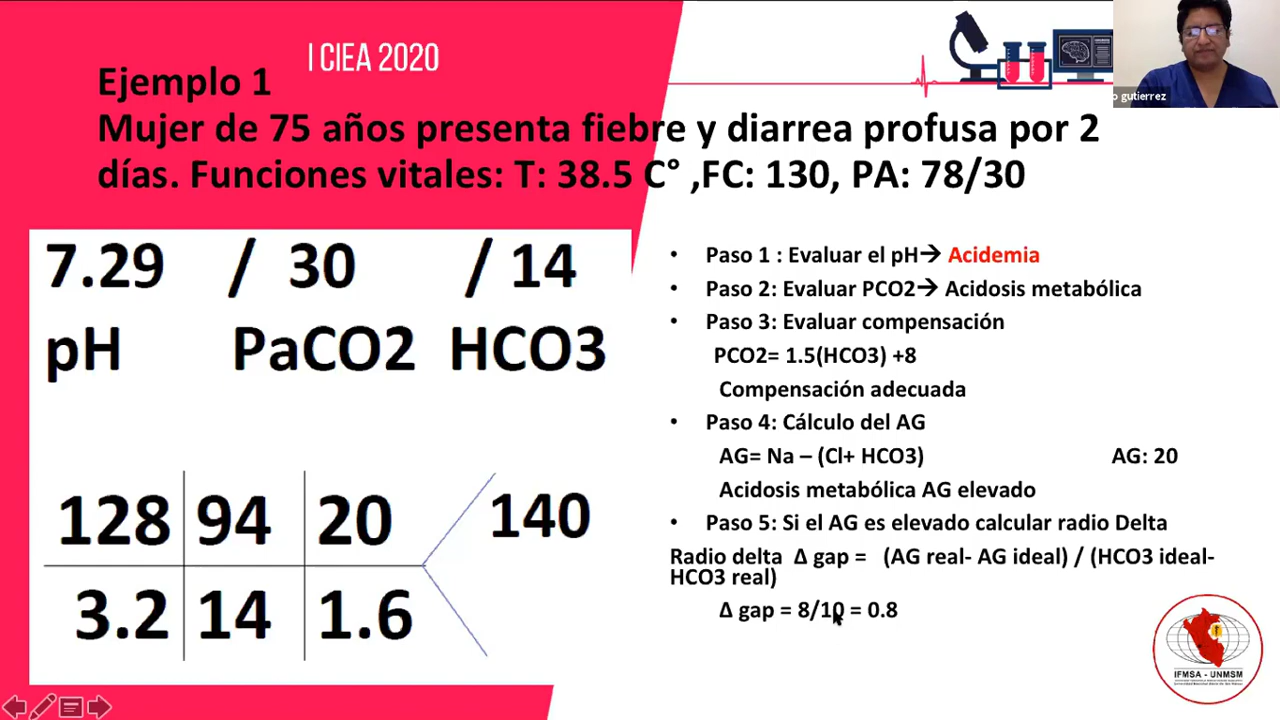 I CIEA 2020
Ejemplo 1
Mujer de 75 años presenta fiebre y diarrea profusa por 2
días. Funciones vitales: T: 38.5 C° ,FC: 130, PA: 78/30
o gutierrez
7.29 / 30 / 14
pH PaCO2 HCO3
128 94 20 140
3.2 14 1.6
• Paso 1 : Evaluar el pH→ Acidemia
• Paso 2: Evaluar PCO2→ Acidosis metabólica
• Paso 3: Evaluar compensación
PCO2= 1.5(HCO3) +8
Compensación adecuada
• Paso 4: Cálculo del AG
AG= Na – (Cl+ HCO3) AG: 20
Acidosis metabólica AG elevado
• Paso 5: Si el AG es elevado calcular radio Delta
Radio delta Δ gap = (AG real- AG ideal) / (HCO3 ideal-
HCO3 real)
Δ gap = 8/10 = 0.8
IFMSA - UNMSM